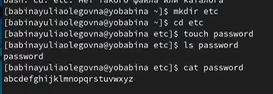 bash: cd: etc: Нет такого файла или каталога
[babinayuliaolegovna@yobabina ~]$ mkdir etc
[babinayuliaolegovna@yobabina ~]$ cd etc
[babinayuliaolegovna@yobabina etc]$ touch password
[babinayuliaolegovna@yobabina etc]$ ls password
password
[babinayuliaolegovna@yobabina etc]$ cat password
abcdefghijklmnopqrstuvwxyz